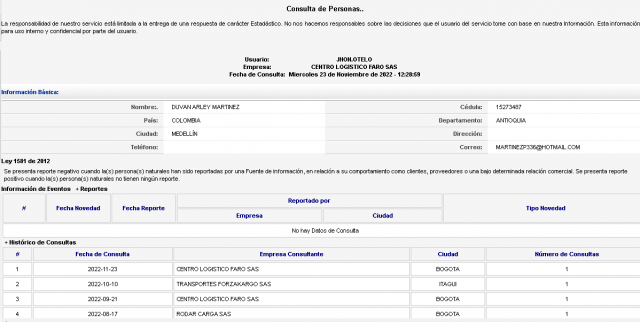 Consulta de Personas..
La responsabilidad de nuestro servicio está limitada a la entrega de una respuesta de carácter Estadístico. No nos hacemos responsables sobre las decisiones que el usuario del servicio tome con base en nuestra Información. Esta información
para uso interno y confidencial por parte del usuario.
Usuario: JHON.OTELO
Empresa: CENTRO LOGISTICO FARO SAS
Fecha de Consulta: Miercoles 23 de Noviembre de 2022 - 12:28:59
Información Básica:
Nombre:. DUVAN ARLEY MARTINEZ Cédula: 15273487
País: COLOMBIA Departamento: ANTIOQUIA
Ciudad: MEDELLÍN Dirección:
Teléfono: Correo: MARTINEZP336@HOTMAIL.COM
Ley 1581 de 2012
Se presenta reporte negativo cuando la(s) persona(s) naturales han sido reportadas por una Fuente de información, en relación a su comportamiento como clientes, proveedores o una bajo determinada relación comercial. Se presenta reporte
positivo cuando la(s) persona(s) naturales no tienen ningún reporte.
Información de Eventos + Reportes
# Fecha Novedad Fecha Reporte Reportado por Tipo Novedad
Empresa Ciudad
No hay Datos de Consulta
+ Histórico de Consultas
# Fecha de Consulta Empresa Consultante Ciudad Número de Consultas
1 2022-11-23 CENTRO LOGISTICO FARO SAS BOGOTA 1
2 2022-10-10 TRANSPORTES FORZAKARGO SAS ITAGUI 1
3 2022-09-21 CENTRO LOGISTICO FARO SAS BOGOTA 1
4 2022-08-17 RODAR CARGA SAS BOGOTA 1